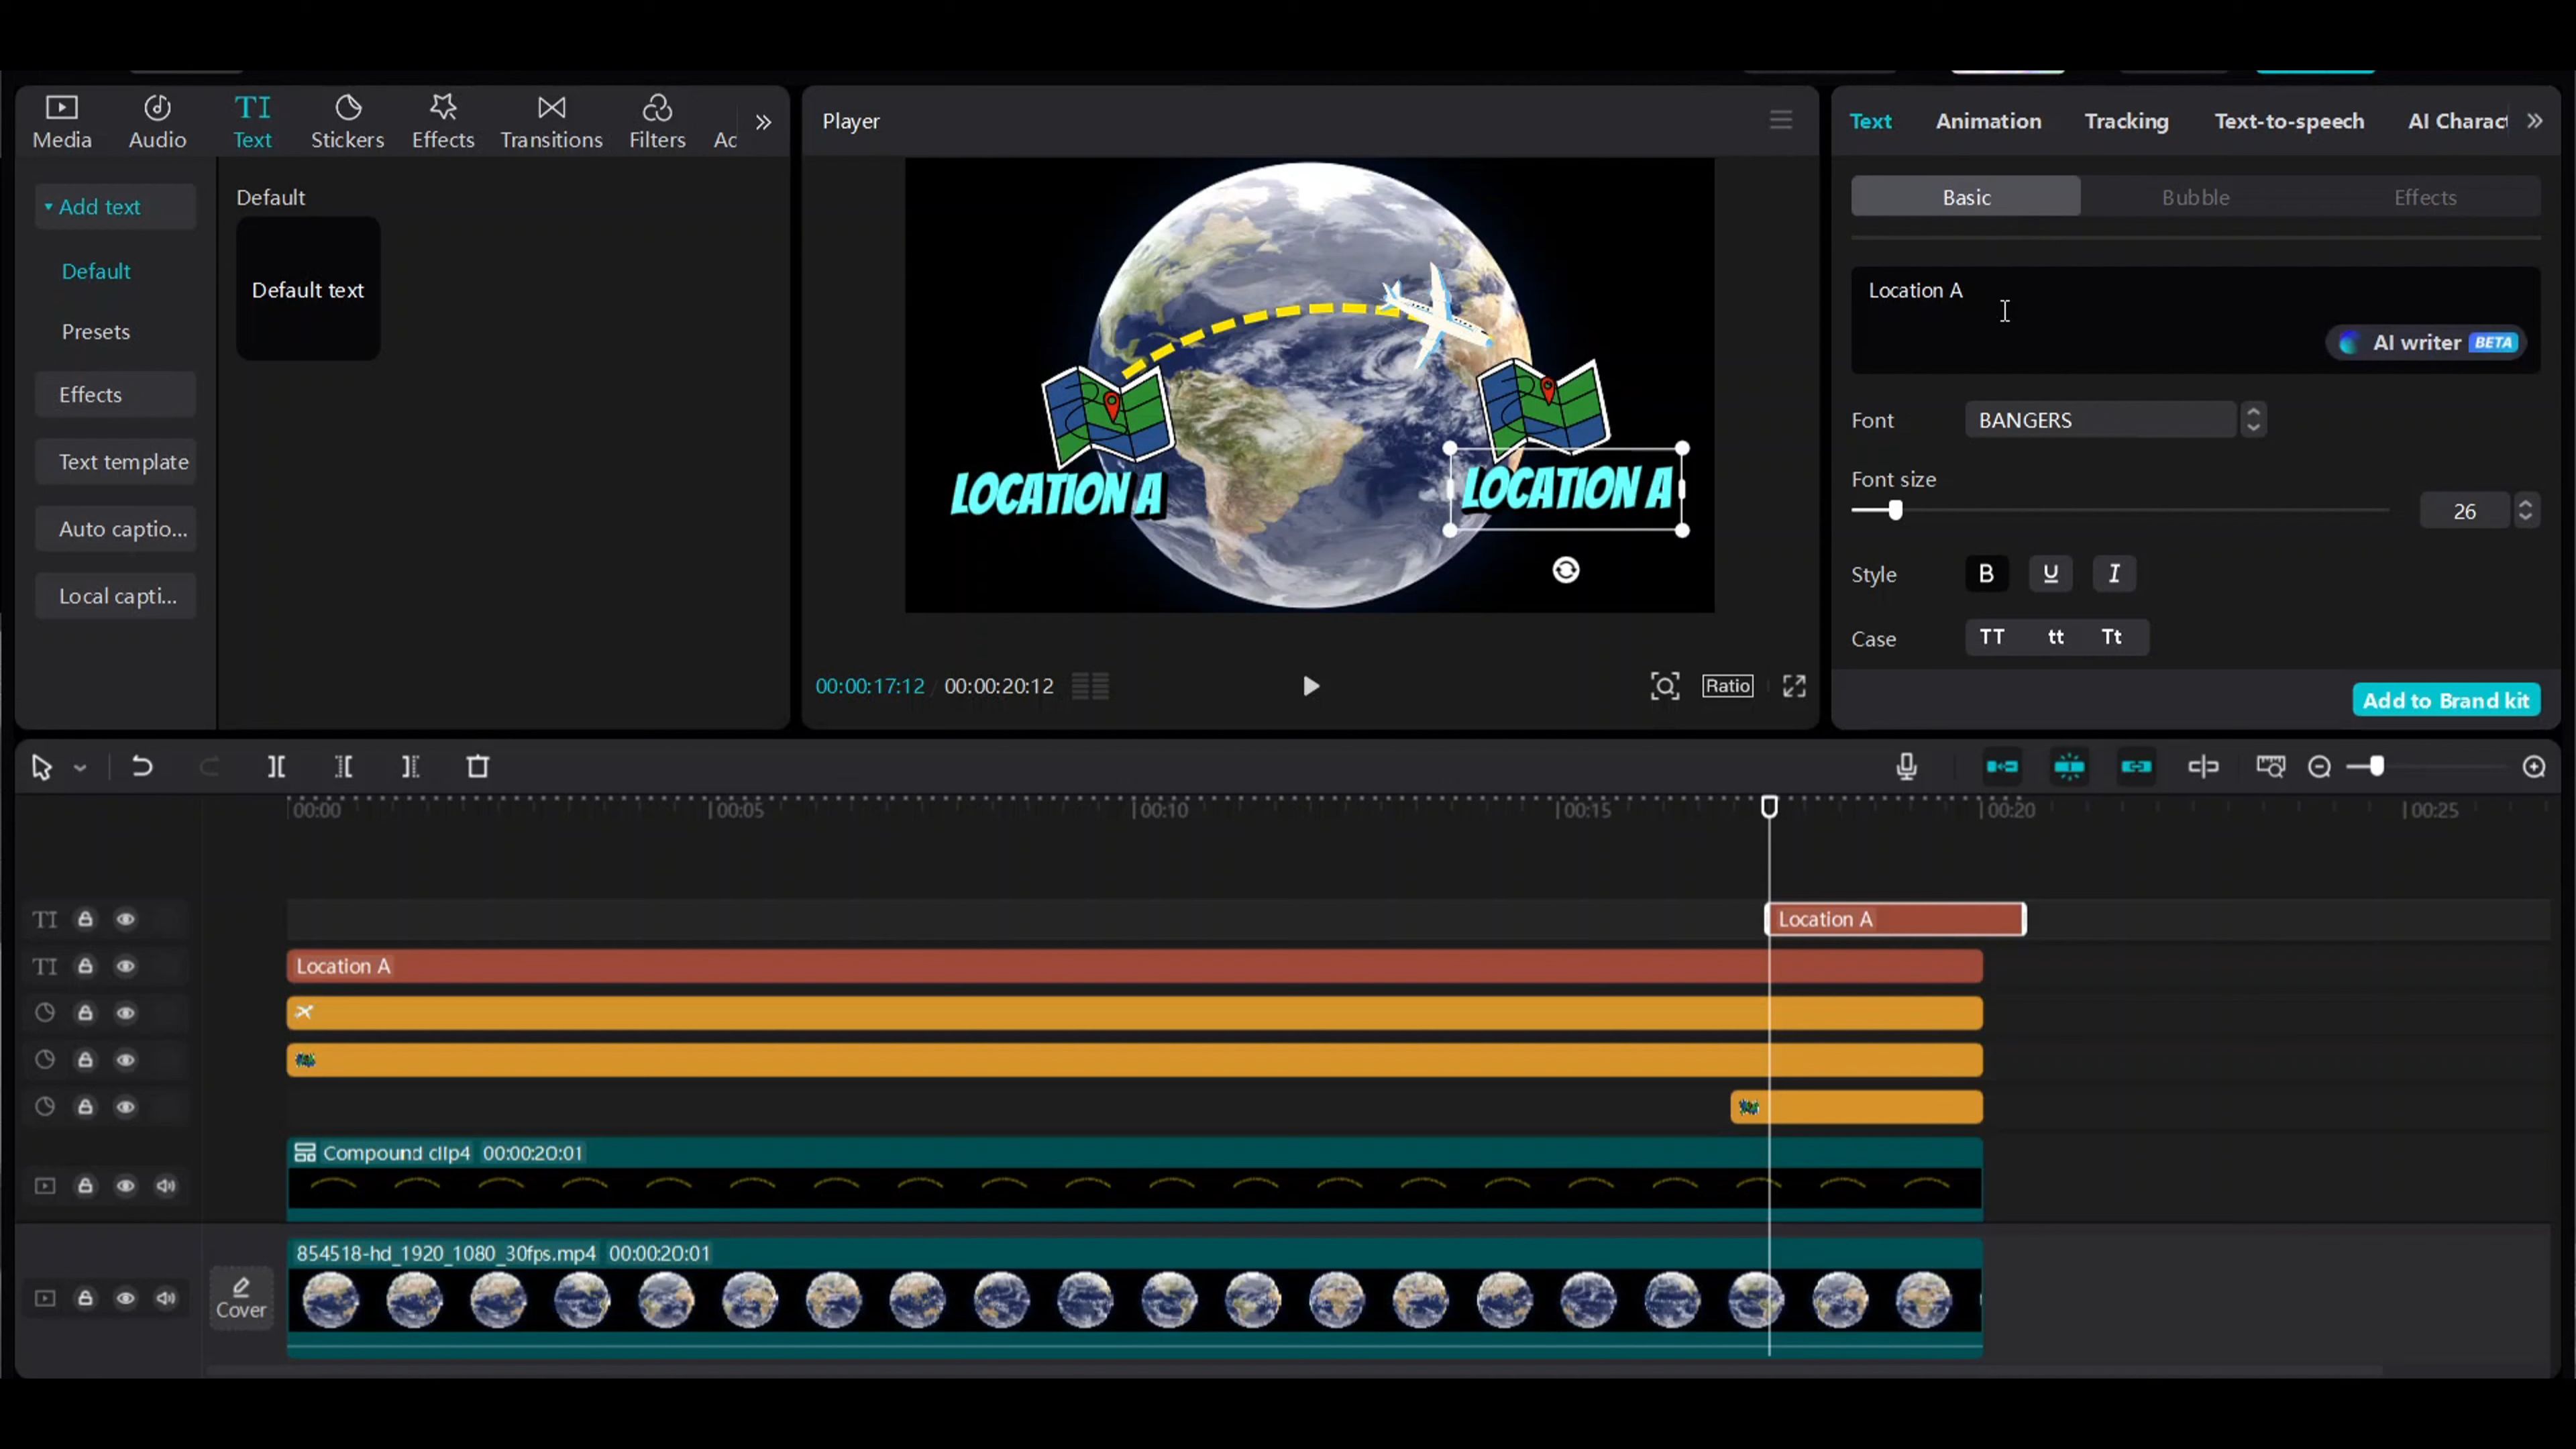 Media
Audio
TI Text
Stickers
Effects
Transitions
Filters
Ac
Add text
Default
Presets
Effects
Text template
Auto captio...
Local capti...
Default
Default text
Player
LOCATION A
LOCATION A
00:00:17:12 / 00:00:20:12
Ratio
Text
Animation
Tracking
Text-to-speech
AI Charact
Basic
Bubble
Effects
Location A
AI writer BETA
Font
BANGERS
Font size
26
Style
B U I
Case
TT tt Tt
Add to Brand kit
00:00
00:05
00:10
00:15
00:20
00:25
TI
Location A
TI
Location A
Compound clip4 00:00:20:01
854518-hd_1920_1080_30fps.mp4 00:00:20:01
Cover